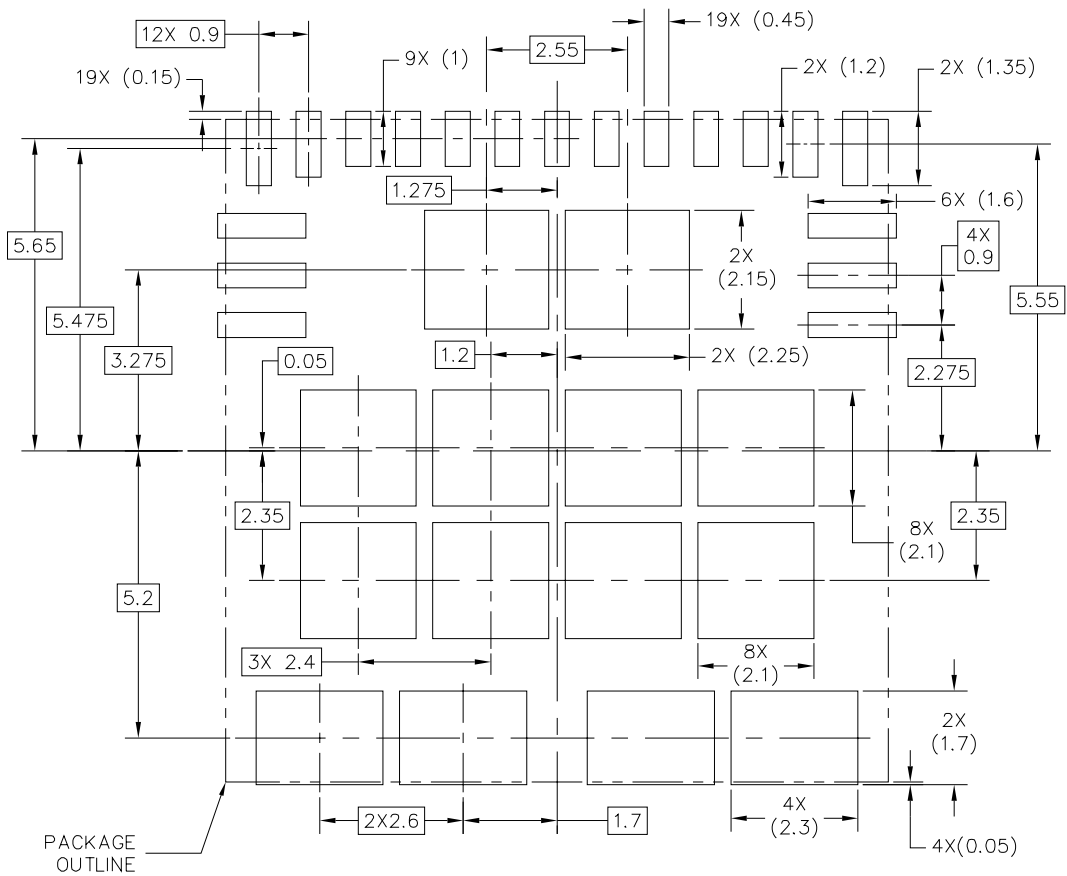 12X 0.9
19X (0.45)
2.55
9X (1)
2X (1.2)
2X (1.35)
19X (0.15)
1.275
6X (1.6)
5.65
4X
0.9
2X
(2.15)
5.475
5.55
3.275
0.05
1.2
2X (2.25)
2.275
2.35
2.35
8X
(2.1)
5.2
3X 2.4
8X
(2.1)
2X
(1.7)
2X2.6
1.7
4X
(2.3)
PACKAGE
OUTLINE
4X(0.05)